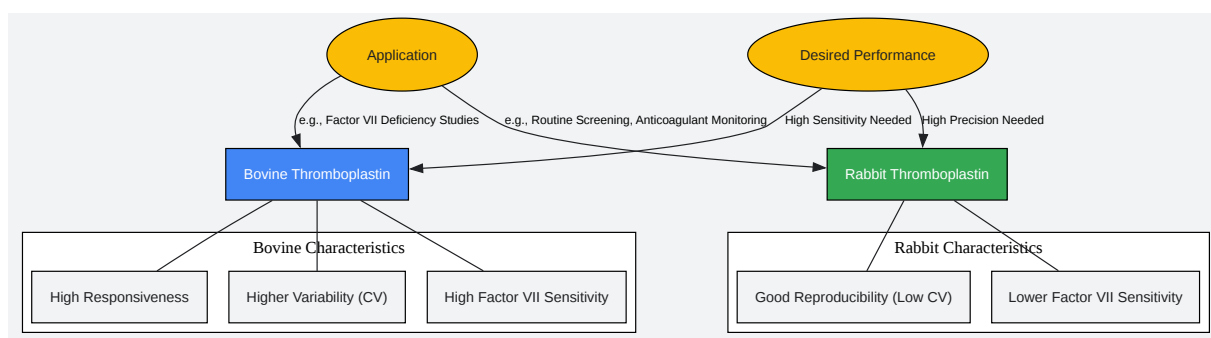 Application
Desired Performance
e.g., Factor VII Deficiency Studies
e.g., Routine Screening, Anticoagulant Monitoring
High Sensitivity Needed
High Precision Needed
Bovine Thromboplastin
Rabbit Thromboplastin
Bovine Characteristics
Rabbit Characteristics
High Responsiveness
Higher Variability (CV)
High Factor VII Sensitivity
Good Reproducibility (Low CV)
Lower Factor VII Sensitivity